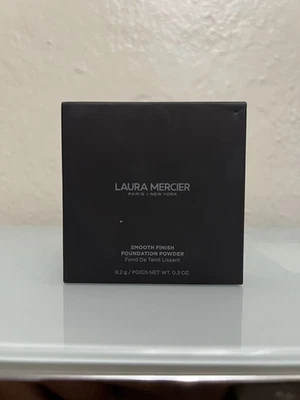 LAURA MERCIER
PARIS | NEW YORK
SMOOTH FINISH
FOUNDATION POWDER
Fond De Teint Lissant
9.2 g / POIDS NET WT. 0.3 OZ.